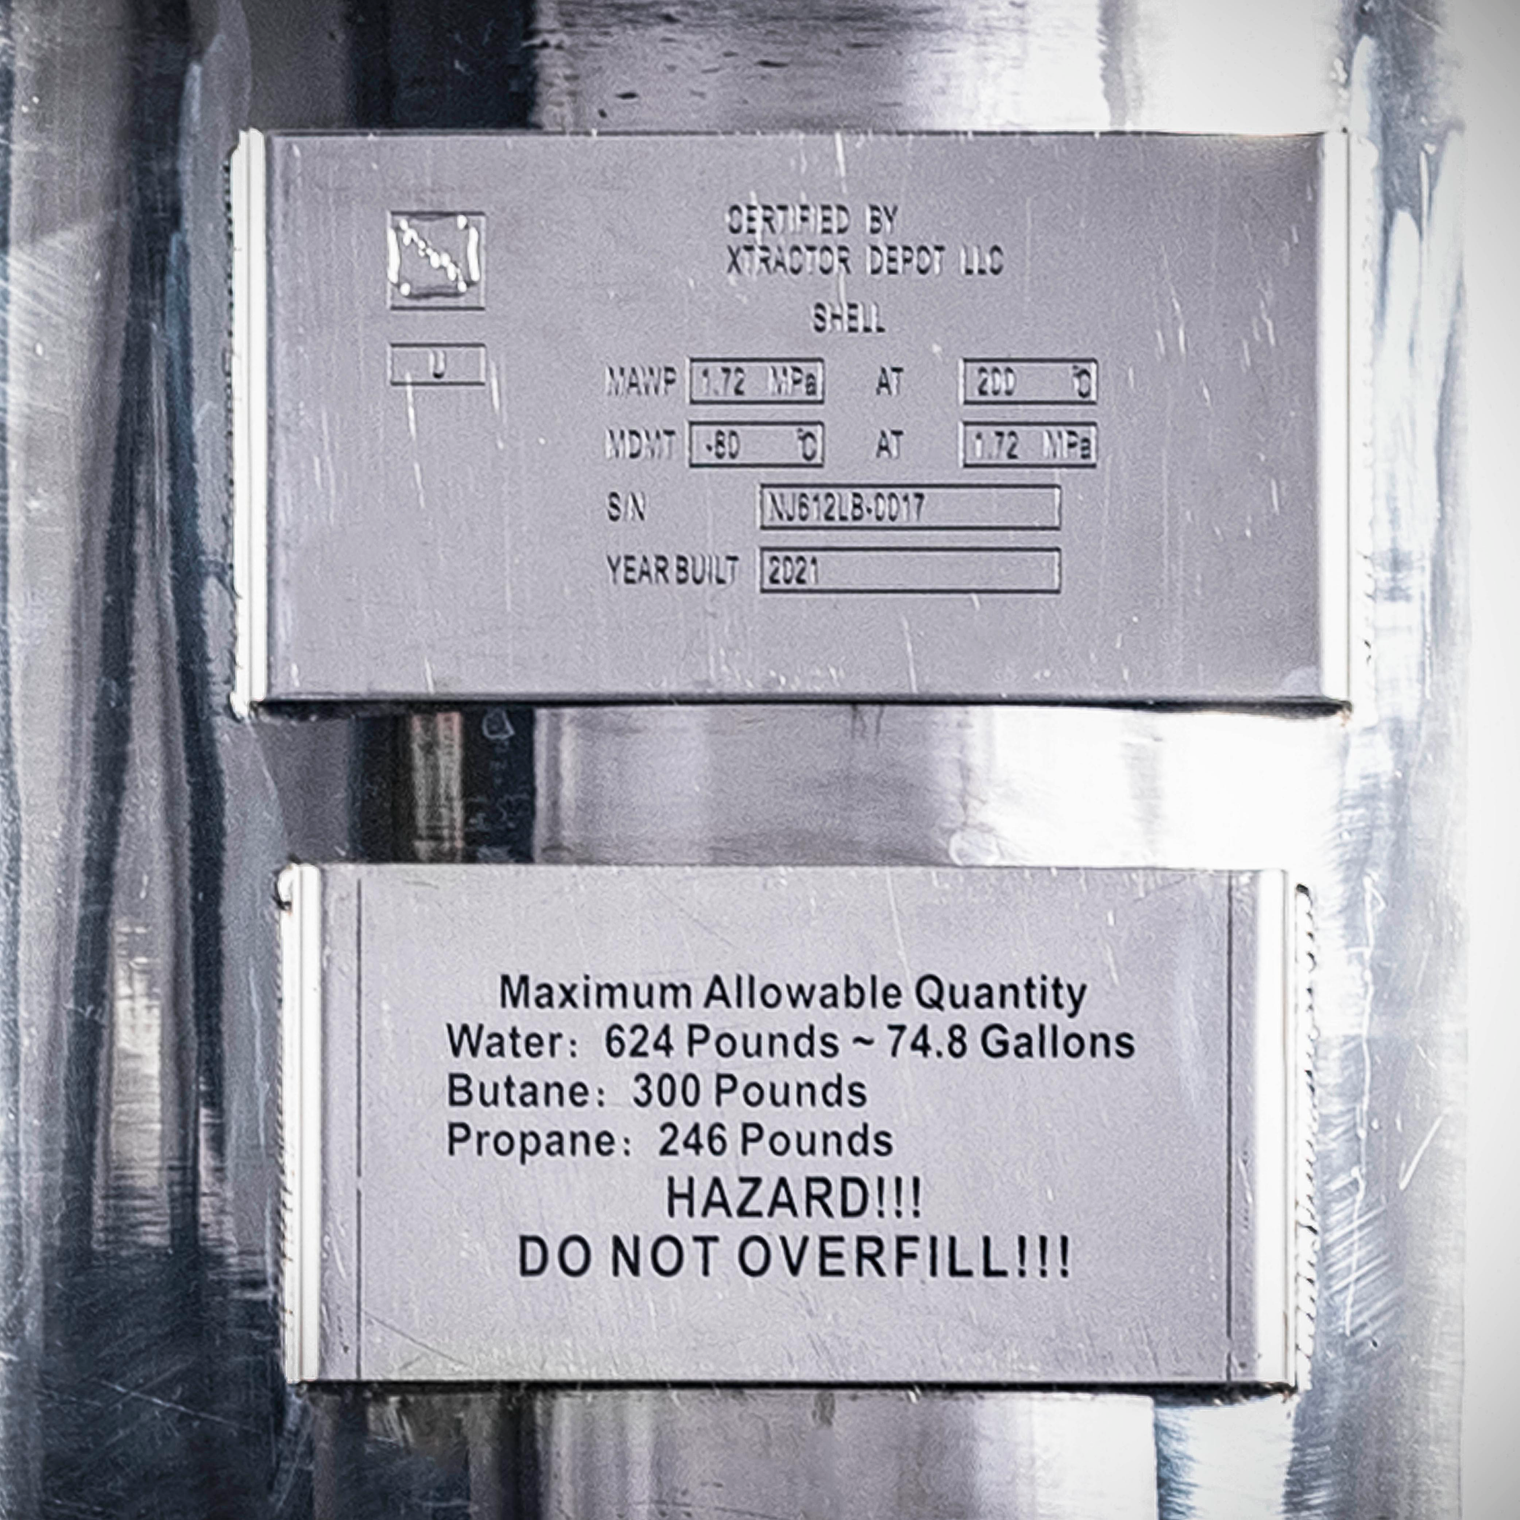 CERTIFIED BY
XTRACTOR DEPOT LLC
SHELL
U
MAWP 1.72 MPa AT 200 °C
MDMT -80 °C AT 1.72 MPa
S/N NJ612LB-0017
YEAR BUILT 2021
Maximum Allowable Quantity
Water: 624 Pounds ~ 74.8 Gallons
Butane: 300 Pounds
Propane: 246 Pounds
HAZARD!!!
DO NOT OVERFILL!!!